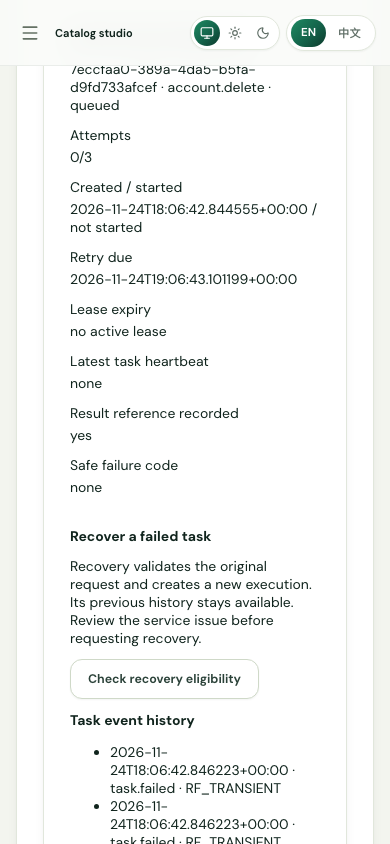 Catalog studio
EN
中文
7eccfaa0-389a-4da5-b5fa-
d9fd733afcef · account.delete ·
queued
Attempts
0/3
Created / started
2026-11-24T18:06:42.844555+00:00 /
not started
Retry due
2026-11-24T19:06:43.101199+00:00
Lease expiry
no active lease
Latest task heartbeat
none
Result reference recorded
yes
Safe failure code
none
Recover a failed task
Recovery validates the original
request and creates a new execution.
Its previous history stays available.
Review the service issue before
requesting recovery.
Check recovery eligibility
Task event history
2026-11-
24T18:06:42.846223+00:00 ·
task.failed · RF_TRANSIENT
2026-11-
24T18:06:42.846223+00:00 ·
task.failed · RF_TRANSIENT